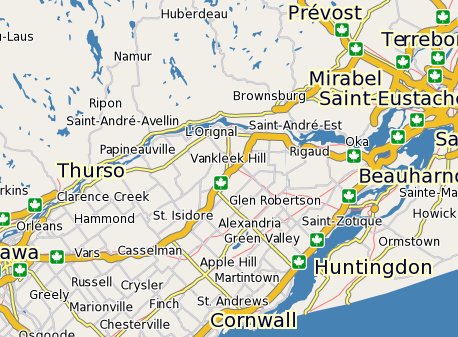 Huberdeau
Prévost
y-Laus
Terrebor
Namur
Mirabel
Brownsburg
Saint-Eustache
Ripon
Saint-André-Avellin
Saint-André-Est
L'Orignal
Oka
Sa
Papineauville
Vankleek Hill
Rigaud
Thurso
Beauharno
rkins
Clarence Creek
Sainte-Ma
Glen Robertson
Hammond
St. Isidore
Howick
Orléans
Alexandria
Saint-Zotique
Green Valley
Ormstown
awa
Vars
Casselman
Apple Hill
Huntingdon
Martintown
Russell
Crysler
Greely
Marionville
Finch
St. Andrews
Chesterville
Cornwall
Osgoode